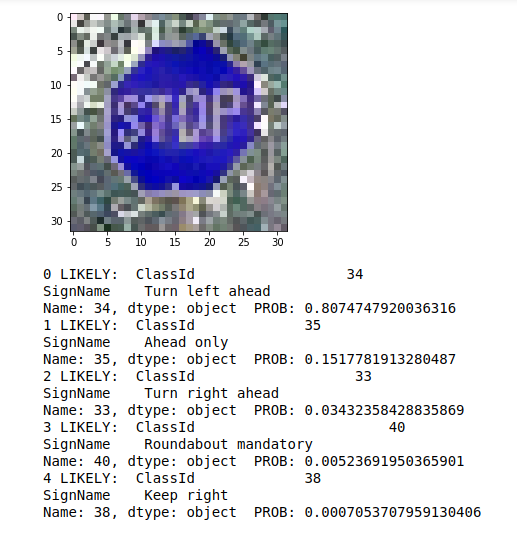 0
5
10
15
20
25
30
STOP
0 5 10 15 20 25 30
0 LIKELY: ClassId 34
SignName Turn left ahead
Name: 34, dtype: object PROB: 0.8074747920036316
1 LIKELY: ClassId 35
SignName Ahead only
Name: 35, dtype: object PROB: 0.1517781913280487
2 LIKELY: ClassId 33
SignName Turn right ahead
Name: 33, dtype: object PROB: 0.03432358428835869
3 LIKELY: ClassId 40
SignName Roundabout mandatory
Name: 40, dtype: object PROB: 0.00523691950365901
4 LIKELY: ClassId 38
SignName Keep right
Name: 38, dtype: object PROB: 0.0007053707959130406